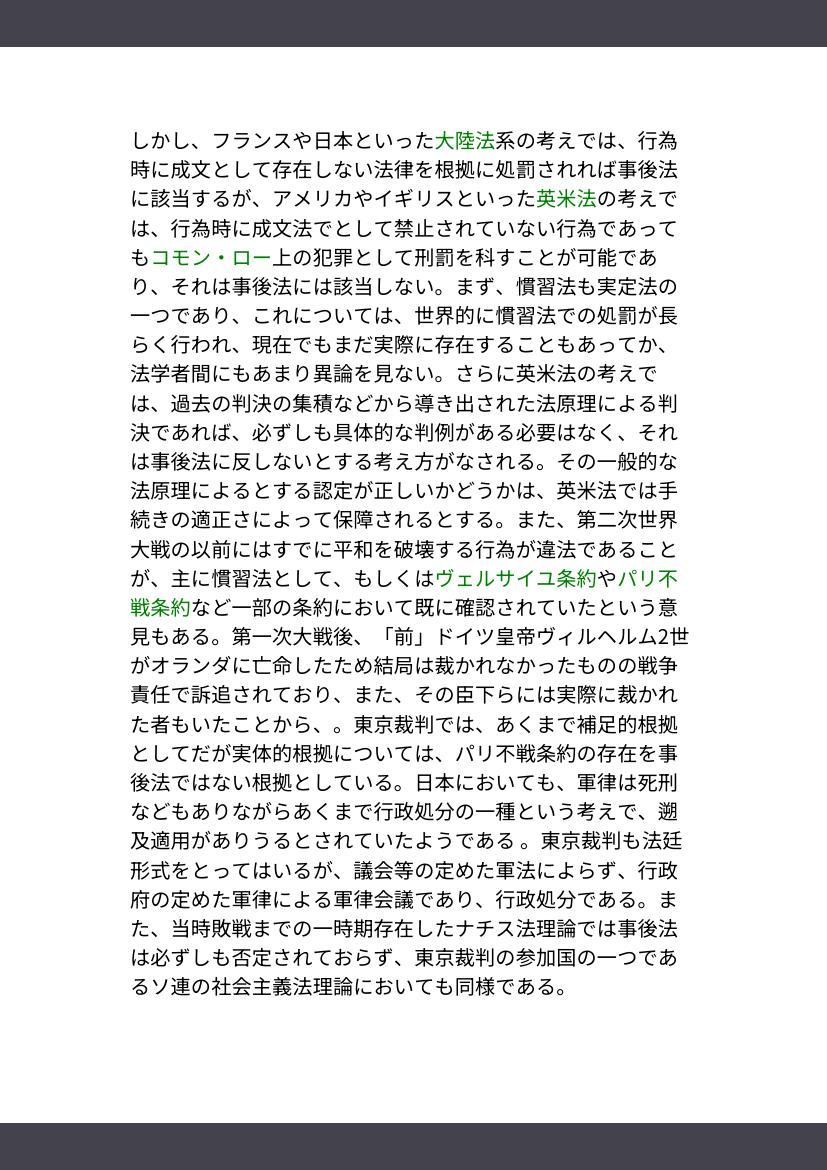 しかし、フランスや日本といった大陸法系の考えでは、行為
時に成文として存在しない法律を根拠に処罰されれば事後法
に該当するが、アメリカやイギリスといった英米法の考えで
は、行為時に成文法でとして禁止されていない行為であって
もコモン・ロー上の犯罪として刑罰を科すことが可能であ
り、それは事後法には該当しない。まず、慣習法も実定法の
一つであり、これについては、世界的に慣習法での処罰が長
らく行われ、現在でもまだ実際に存在することもあってか、
法学者間にもあまり異論を見ない。さらに英米法の考えで
は、過去の判決の集積などから導き出された法原理による判
決であれば、必ずしも具体的な判例がある必要はなく、それ
は事後法に反しないとする考え方がなされる。その一般的な
法原理によるとする認定が正しいかどうかは、英米法では手
続きの適正さによって保障されるとする。また、第二次世界
大戦の以前にはすでに平和を破壊する行為が違法であること
が、主に慣習法として、もしくはヴェルサイユ条約やパリ不
戦条約など一部の条約において既に確認されていたという意
見もある。第一次大戦後、「前」ドイツ皇帝ヴィルヘルム2世
がオランダに亡命したため結局は裁かれなかったものの戦争
責任で訴追されており、また、その臣下らには実際に裁かれ
た者もいたことから、。東京裁判では、あくまで補足的根拠
としてだが実体的根拠については、パリ不戦条約の存在を事
後法ではない根拠としている。日本においても、軍律は死刑
などもありながらあくまで行政処分の一種という考えで、遡
及適用がありうるとされていたようである 。東京裁判も法廷
形式をとってはいるが、議会等の定めた軍法によらず、行政
府の定めた軍律による軍律会議であり、行政処分である。ま
た、当時敗戦までの一時期存在したナチス法理論では事後法
は必ずしも否定されておらず、東京裁判の参加国の一つであ
るソ連の社会主義法理論においても同様である。